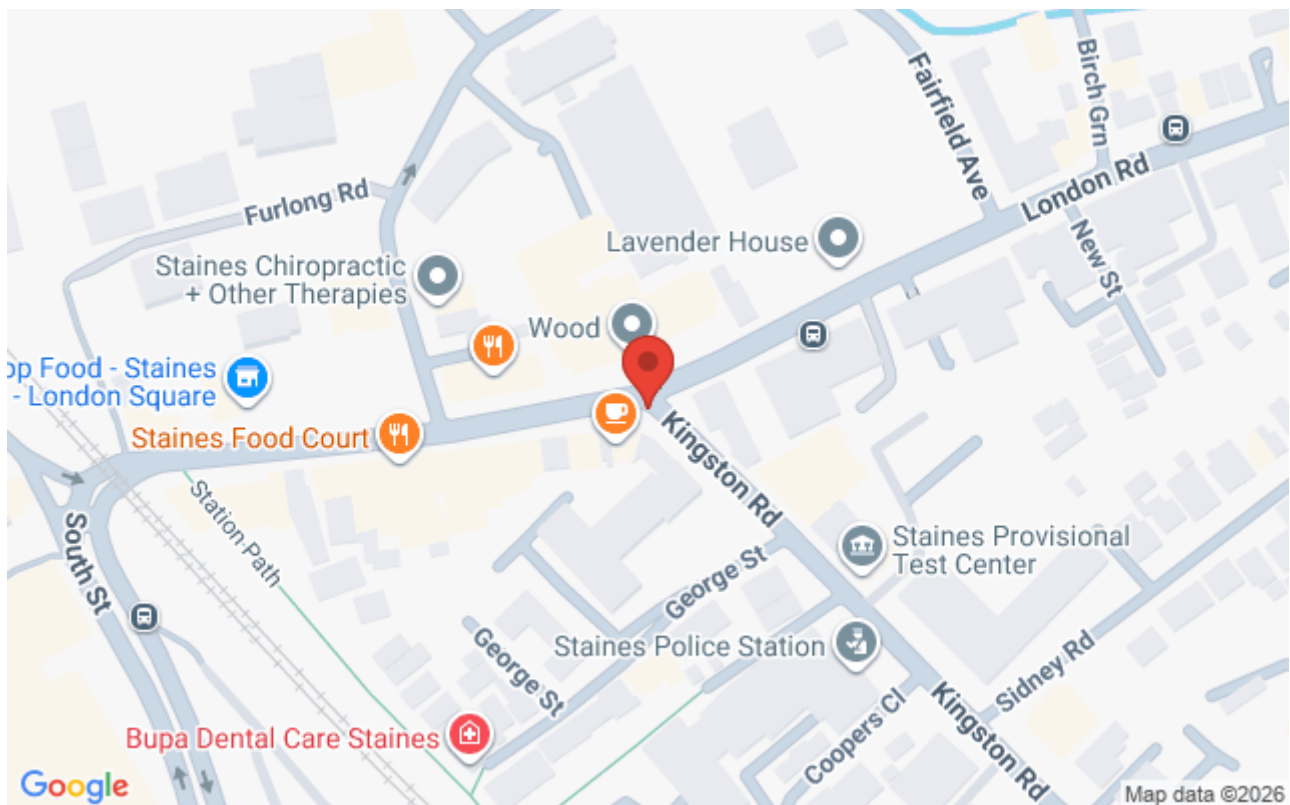 Birch Grn
Fairfield Ave
London Rd
Furlong Rd
New St
Lavender House
Staines Chiropractic
+ Other Therapies
Wood
op Food - Staines
- London Square
Staines Food Court
Kingston Rd
Station Path
South St
Staines Provisional
Test Center
George St
Staines Police Station
George St
Sidney Rd
Kingston Rd
Coopers Cl
Bupa Dental Care Staines
Google
Map data ©2026